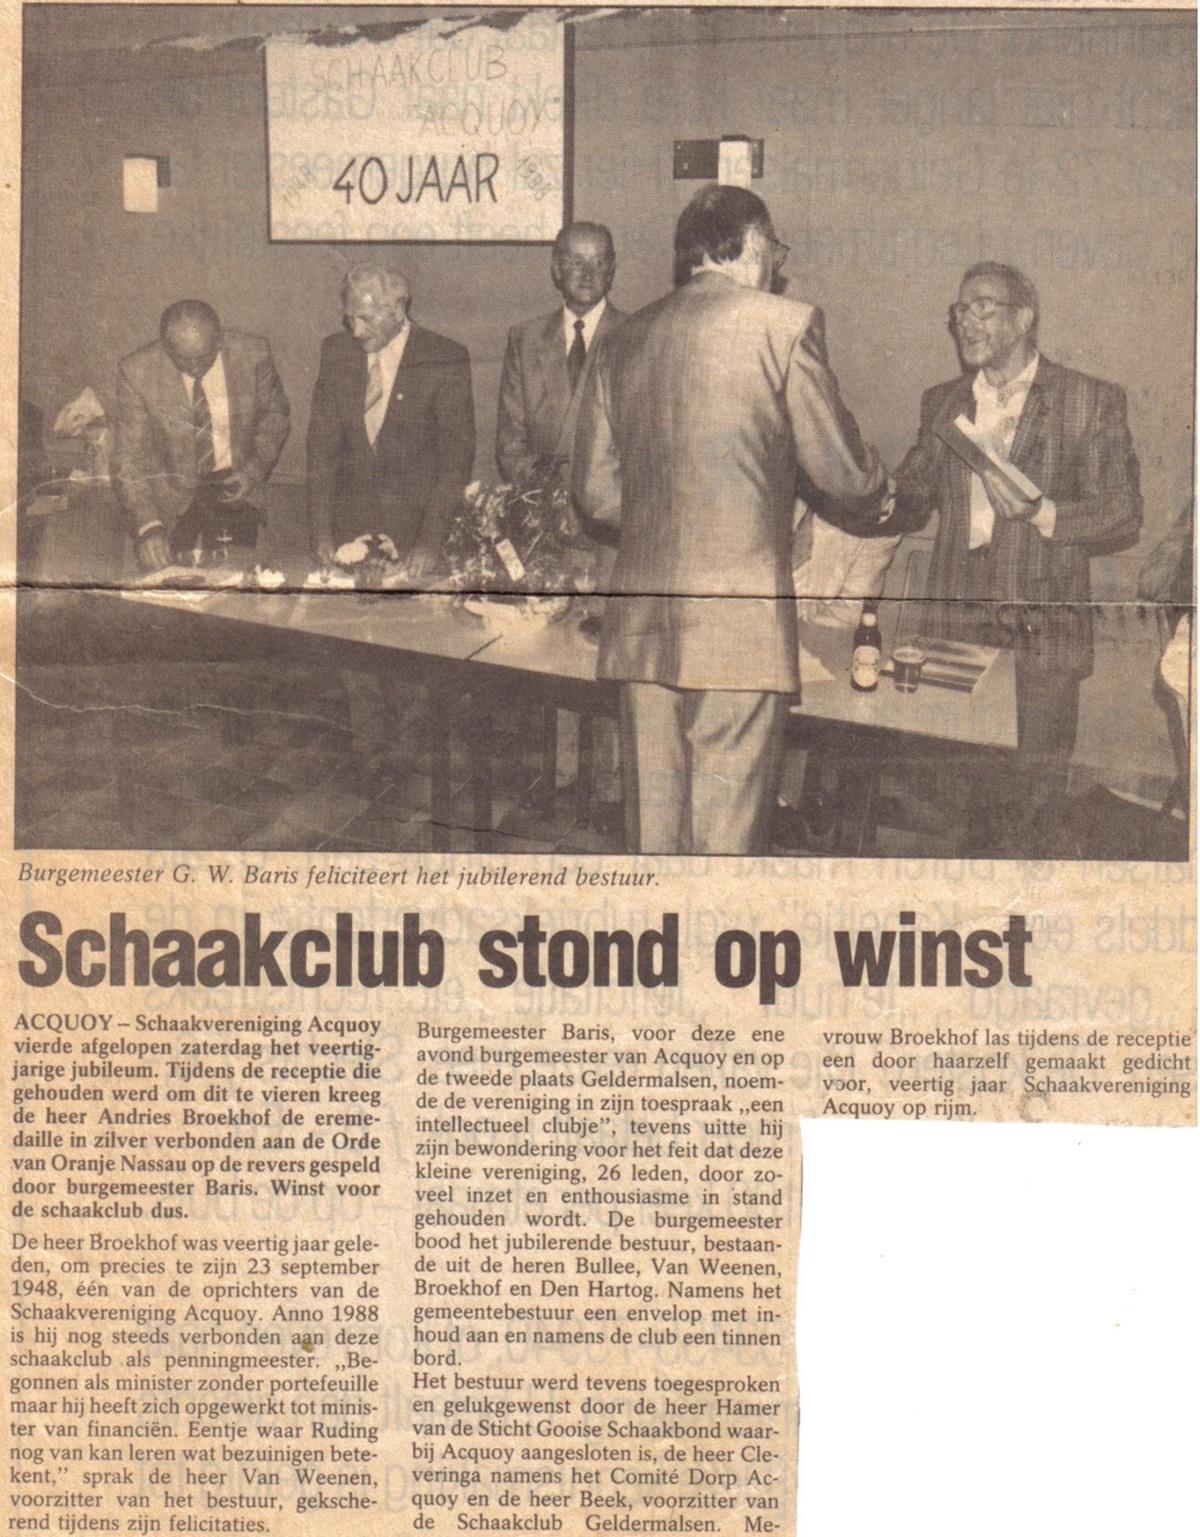 SCHAAKCLUB
ACQUOY
1948
40 JAAR
1988
Burgemeester G. W. Baris feliciteert het jubilerend bestuur.
Schaakclub stond op winst
ACQUOY – Schaakvereniging Acquoy
vierde afgelopen zaterdag het veertig-
jarige jubileum. Tijdens de receptie die
gehouden werd om dit te vieren kreeg
de heer Andries Broekhof de ereme-
daille in zilver verbonden aan de Orde
van Oranje Nassau op de revers gespeld
door burgemeester Baris. Winst voor
de schaakclub dus.
De heer Broekhof was veertig jaar gele-
den, om precies te zijn 23 september
1948, één van de oprichters van de
Schaakvereniging Acquoy. Anno 1988
is hij nog steeds verbonden aan deze
schaakclub als penningmeester. „Be-
gonnen als minister zonder portefeuille
maar hij heeft zich opgewerkt tot minis-
ter van financiën. Eentje waar Ruding
nog van kan leren wat bezuinigen bete-
kent,” sprak de heer Van Weenen,
voorzitter van het bestuur, geksche-
rend tijdens zijn felicitaties.
Burgemeester Baris, voor deze ene
avond burgemeester van Acquoy en op
de tweede plaats Geldermalsen, noem-
de de vereniging in zijn toespraak „een
intellectueel clubje”, tevens uitte hij
zijn bewondering voor het feit dat deze
kleine vereniging, 26 leden, door zo-
veel inzet en enthousiasme in stand
gehouden wordt. De burgemeester
bood het jubilerende bestuur, bestaan-
de uit de heren Bullee, Van Weenen,
Broekhof en Den Hartog. Namens het
gemeentebestuur een envelop met in-
houd aan en namens de club een tinnen
bord.
Het bestuur werd tevens toegesproken
en gelukgewenst door de heer Hamer
van de Sticht Gooise Schaakbond waar-
bij Acquoy aangesloten is, de heer Cle-
veringa namens het Comité Dorp Ac-
quoy en de heer Beek, voorzitter van
de Schaakclub Geldermalsen. Me-
vrouw Broekhof las tijdens de receptie
een door haarzelf gemaakt gedicht
voor, veertig jaar Schaakvereniging
Acquoy op rijm.